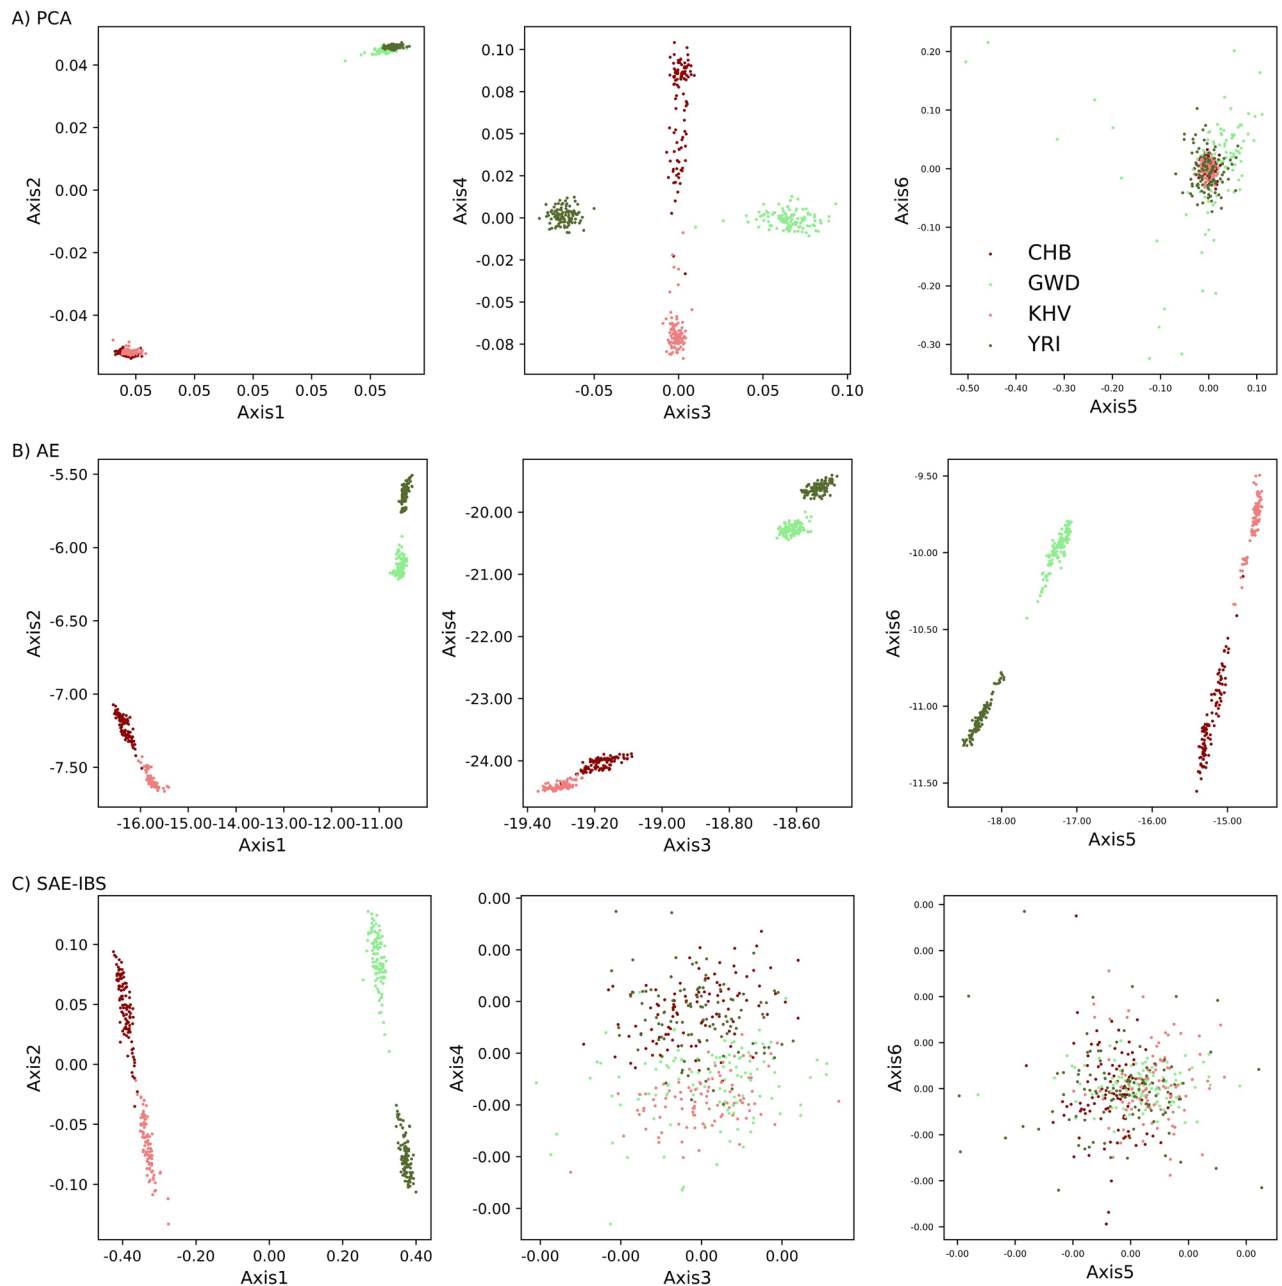 A) PCA
0.04
0.02
0.00
-0.02
-0.04
Axis2
0.05 0.05 0.05 0.05 0.05
Axis1
0.10
0.08
0.05
0.02
0.00
-0.02
-0.05
-0.08
Axis4
-0.05 0.00 0.05 0.10
Axis3
0.20
0.10
0.00
-0.10
-0.20
-0.30
Axis6
CHB
GWD
KHV
YRI
-0.50 -0.40 -0.30 -0.20 -0.10 0.00 0.10
Axis5
B) AE
-5.50
-6.00
-6.50
-7.00
-7.50
Axis2
-16.00-15.00-14.00-13.00-12.00-11.00
Axis1
-20.00
-21.00
-22.00
-23.00
-24.00
Axis4
-19.40 -19.20 -19.00 -18.80 -18.60
Axis3
-9.50
-10.00
-10.50
-11.00
-11.50
Axis6
-18.00 -17.00 -16.00 -15.00
Axis5
C) SAE-IBS
0.10
0.05
0.00
-0.05
-0.10
Axis2
-0.40 -0.20 0.00 0.20 0.40
Axis1
0.00
0.00
0.00
0.00
-0.00
-0.00
-0.00
Axis4
-0.00 -0.00 0.00 0.00
Axis3
0.00
0.00
0.00
0.00
0.00
-0.00
-0.00
-0.00
Axis6
-0.00 -0.00 -0.00 0.00 0.00 0.00
Axis5